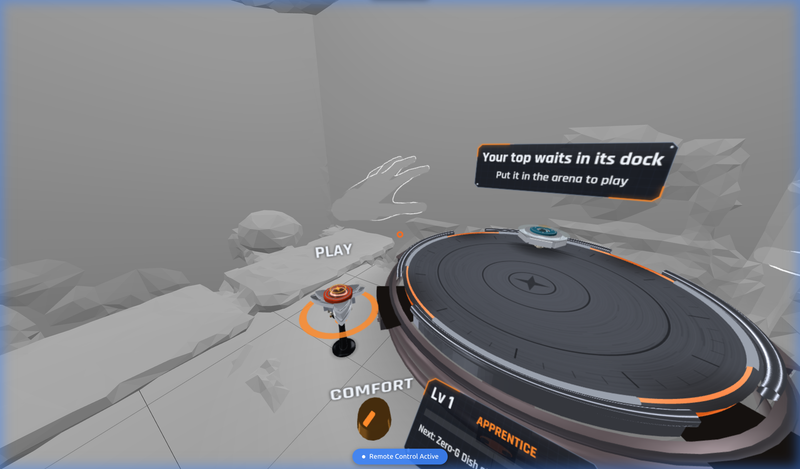 Your top waits in its dock
Put it in the arena to play
PLAY
COMFORT
Lv 1
APPRENTICE
Next: Zero-G Dish
Remote Control Active